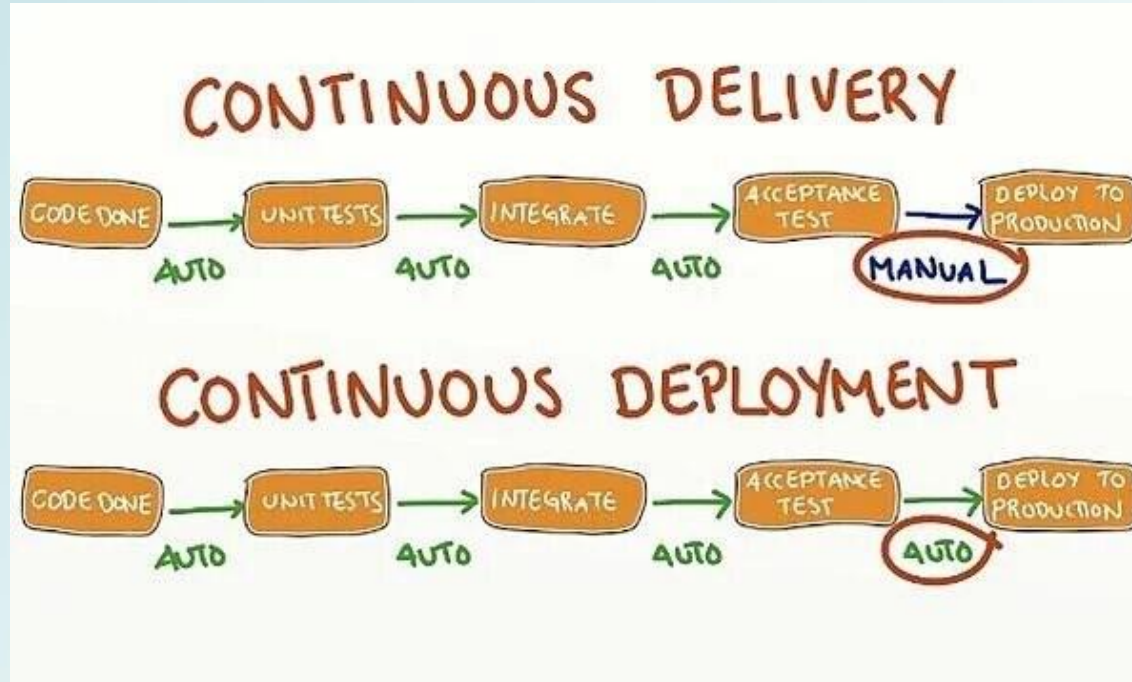 CONTINUOUS DELIVERY
CODE DONE
UNIT TESTS
INTEGRATE
ACCEPTANCE
TEST
DEPLOY TO
PRODUCTION
AUTO
AUTO
AUTO
MANUAL
CONTINUOUS DEPLOYMENT
CODE DONE
UNIT TESTS
INTEGRATE
ACCEPTANCE
TEST
DEPLOY TO
PRODUCTION
AUTO
AUTO
AUTO
AUTO